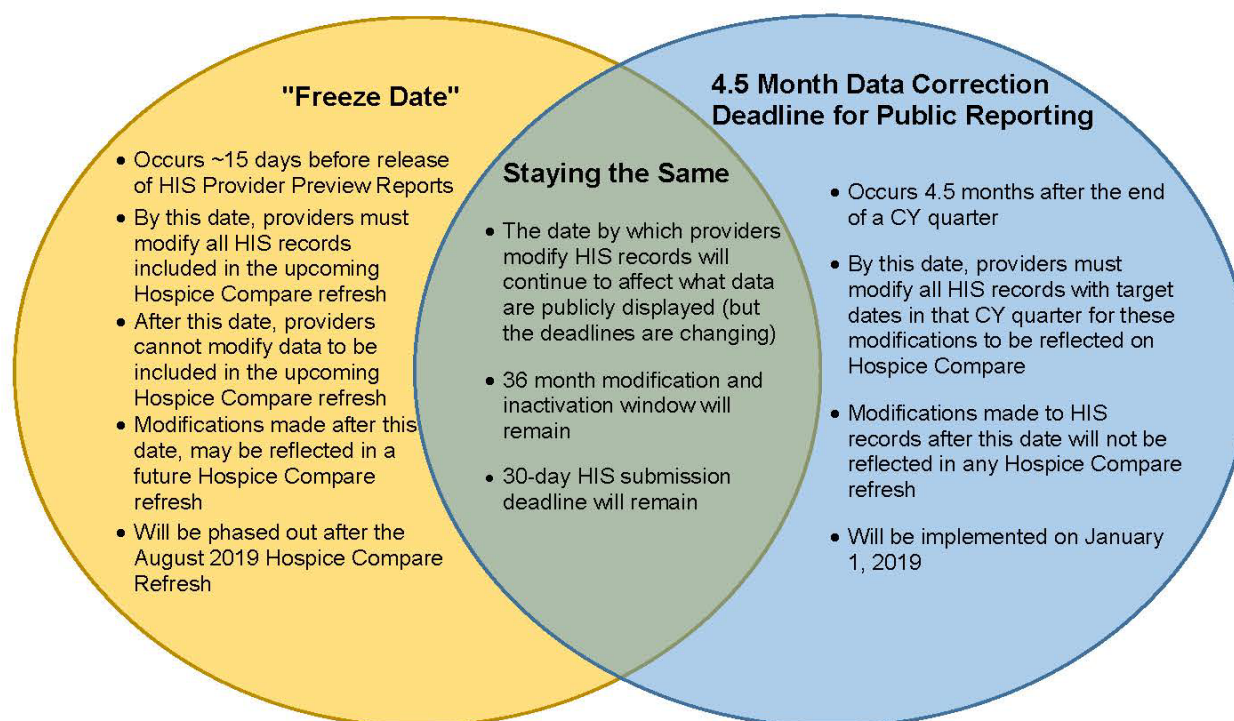 "Freeze Date"
• Occurs ~15 days before release
of HIS Provider Preview Reports
• By this date, providers must
modify all HIS records
included in the upcoming
Hospice Compare refresh
• After this date, providers
cannot modify data to be
included in the upcoming
Hospice Compare refresh
• Modifications made after this
date, may be reflected in a
future Hospice Compare
refresh
• Will be phased out after the
August 2019 Hospice Compare
Refresh
Staying the Same
• The date by which providers
modify HIS records will
continue to affect what data
are publicly displayed (but
the deadlines are changing)
• 36 month modification and
inactivation window will
remain
• 30-day HIS submission
deadline will remain
4.5 Month Data Correction
Deadline for Public Reporting
• Occurs 4.5 months after the end
of a CY quarter
• By this date, providers must
modify all HIS records with target
dates in that CY quarter for these
modifications to be reflected on
Hospice Compare
• Modifications made to HIS
records after this date will not be
reflected in any Hospice Compare
refresh
• Will be implemented on January
1, 2019